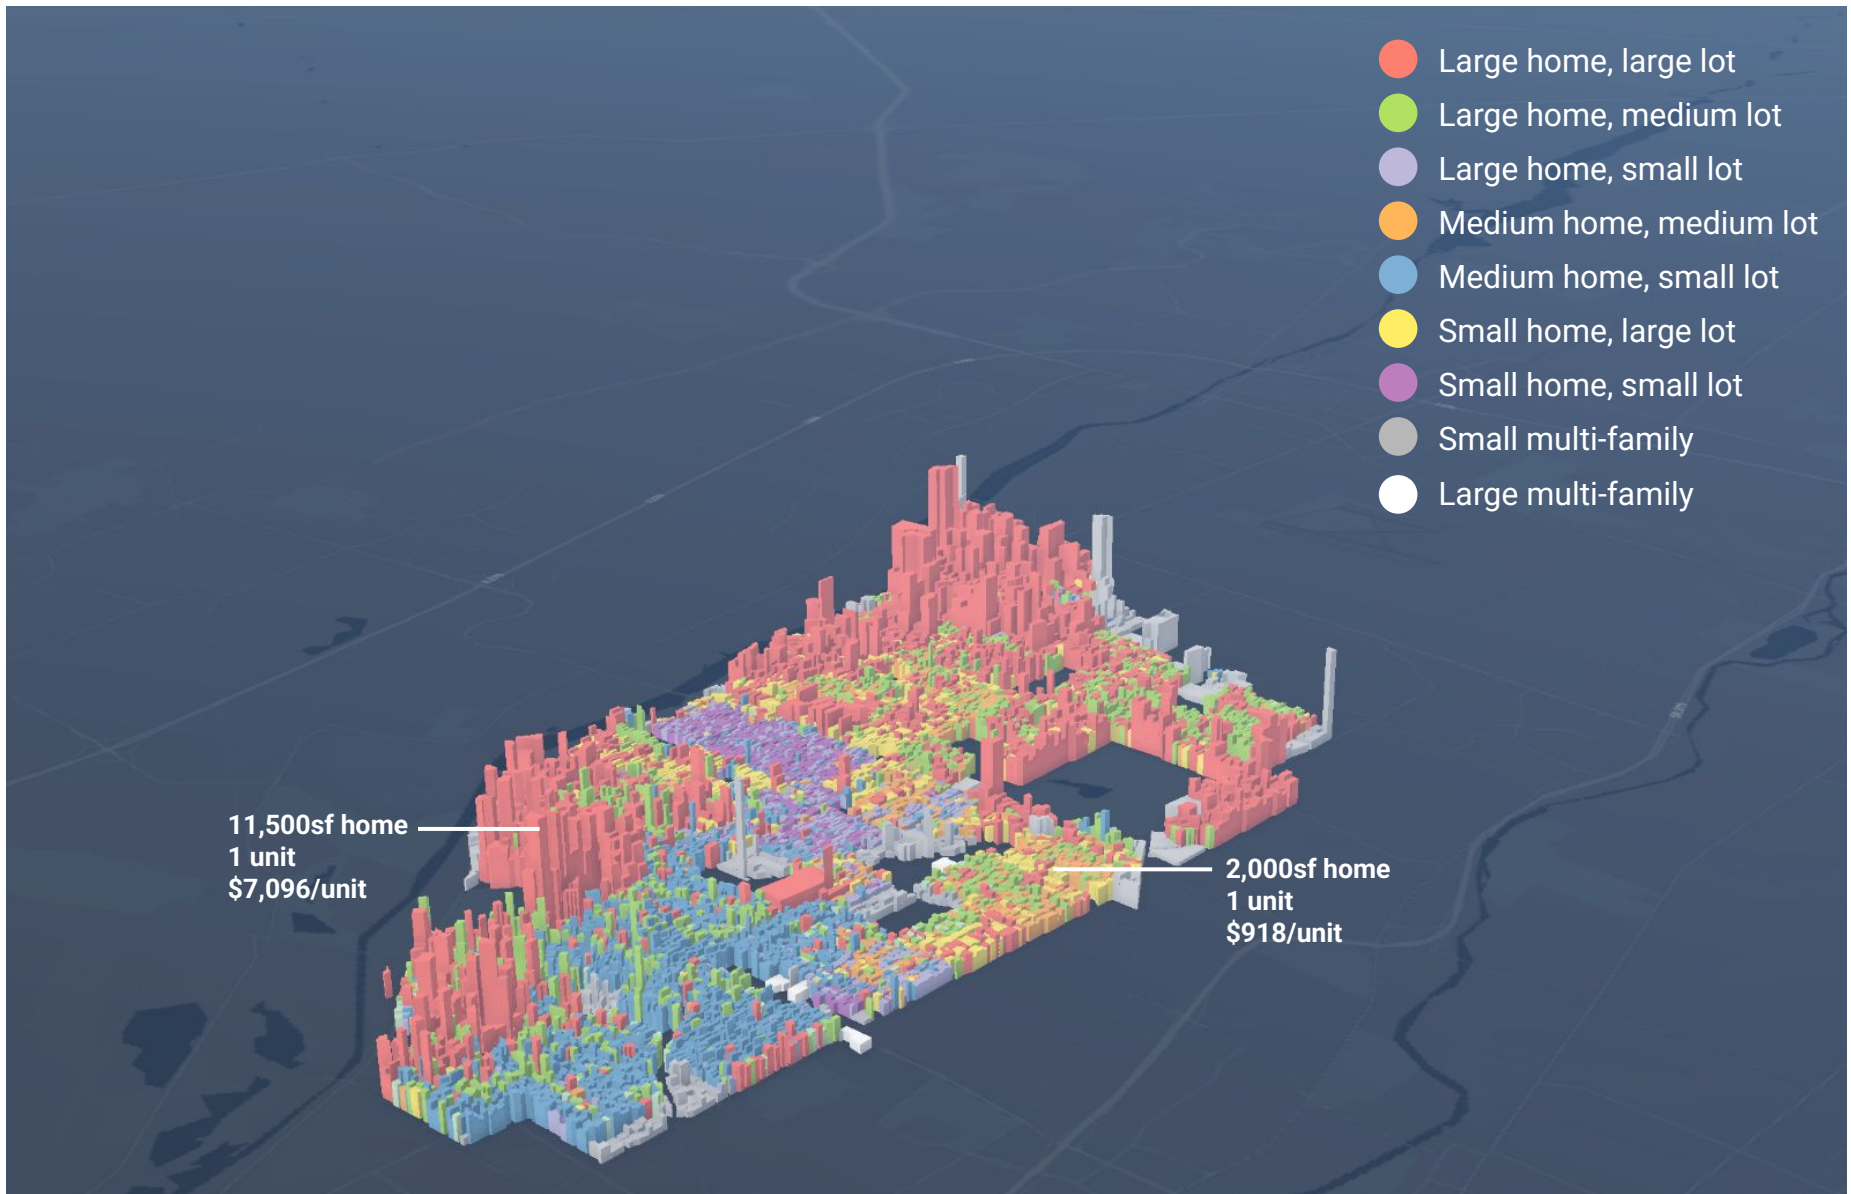 Large home, large lot
Large home, medium lot
Large home, small lot
Medium home, medium lot
Medium home, small lot
Small home, large lot
Small home, small lot
Small multi-family
Large multi-family
11,500sf home
1 unit
$7,096/unit
2,000sf home
1 unit
$918/unit